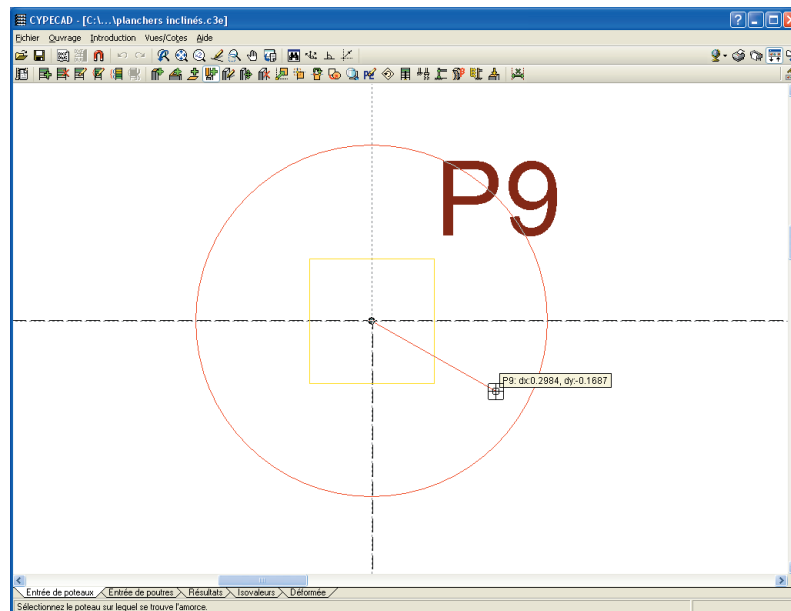 CYPECAD - [C:\...\planchers inclinés.c3e]
Fichier Ouvrage Introduction Vues/Cotes Aide
P9
P9: dx:0.2984, dy:-0.1687
Entrée de poteaux Entrée de poutres Résultats Isovaleurs Déformée
Sélectionnez le poteau sur lequel se trouve l'amorce.